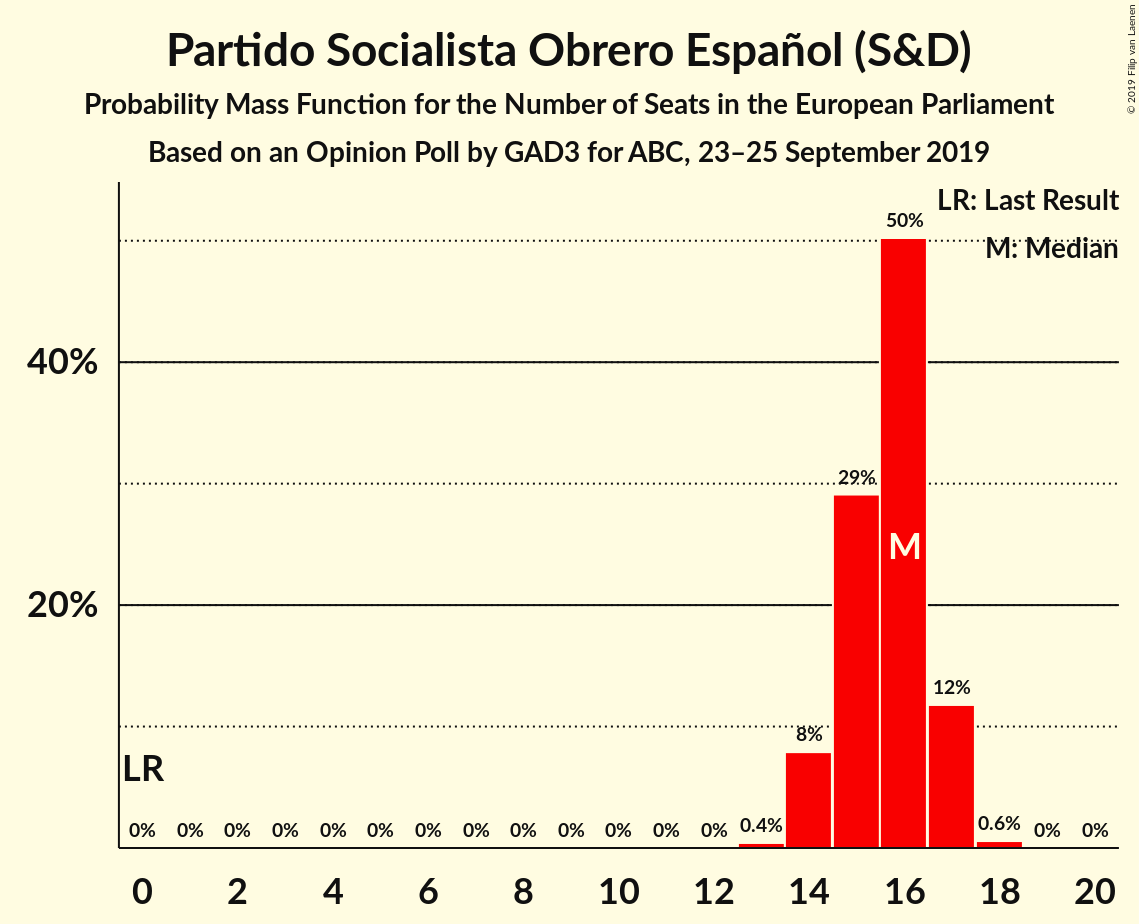 Partido Socialista Obrero Español (S&D)
Probability Mass Function for the Number of Seats in the European Parliament
Based on an Opinion Poll by GAD3 for ABC, 23–25 September 2019
© 2019 Filip van Laenen
LR: Last Result
M: Median
50%
40%
29%
M
20%
12%
8%
LR
0% 0% 0% 0% 0% 0% 0% 0% 0% 0% 0% 0% 0% 0.4% 0.6% 0% 0%
0 2 4 6 8 10 12 14 16 18 20